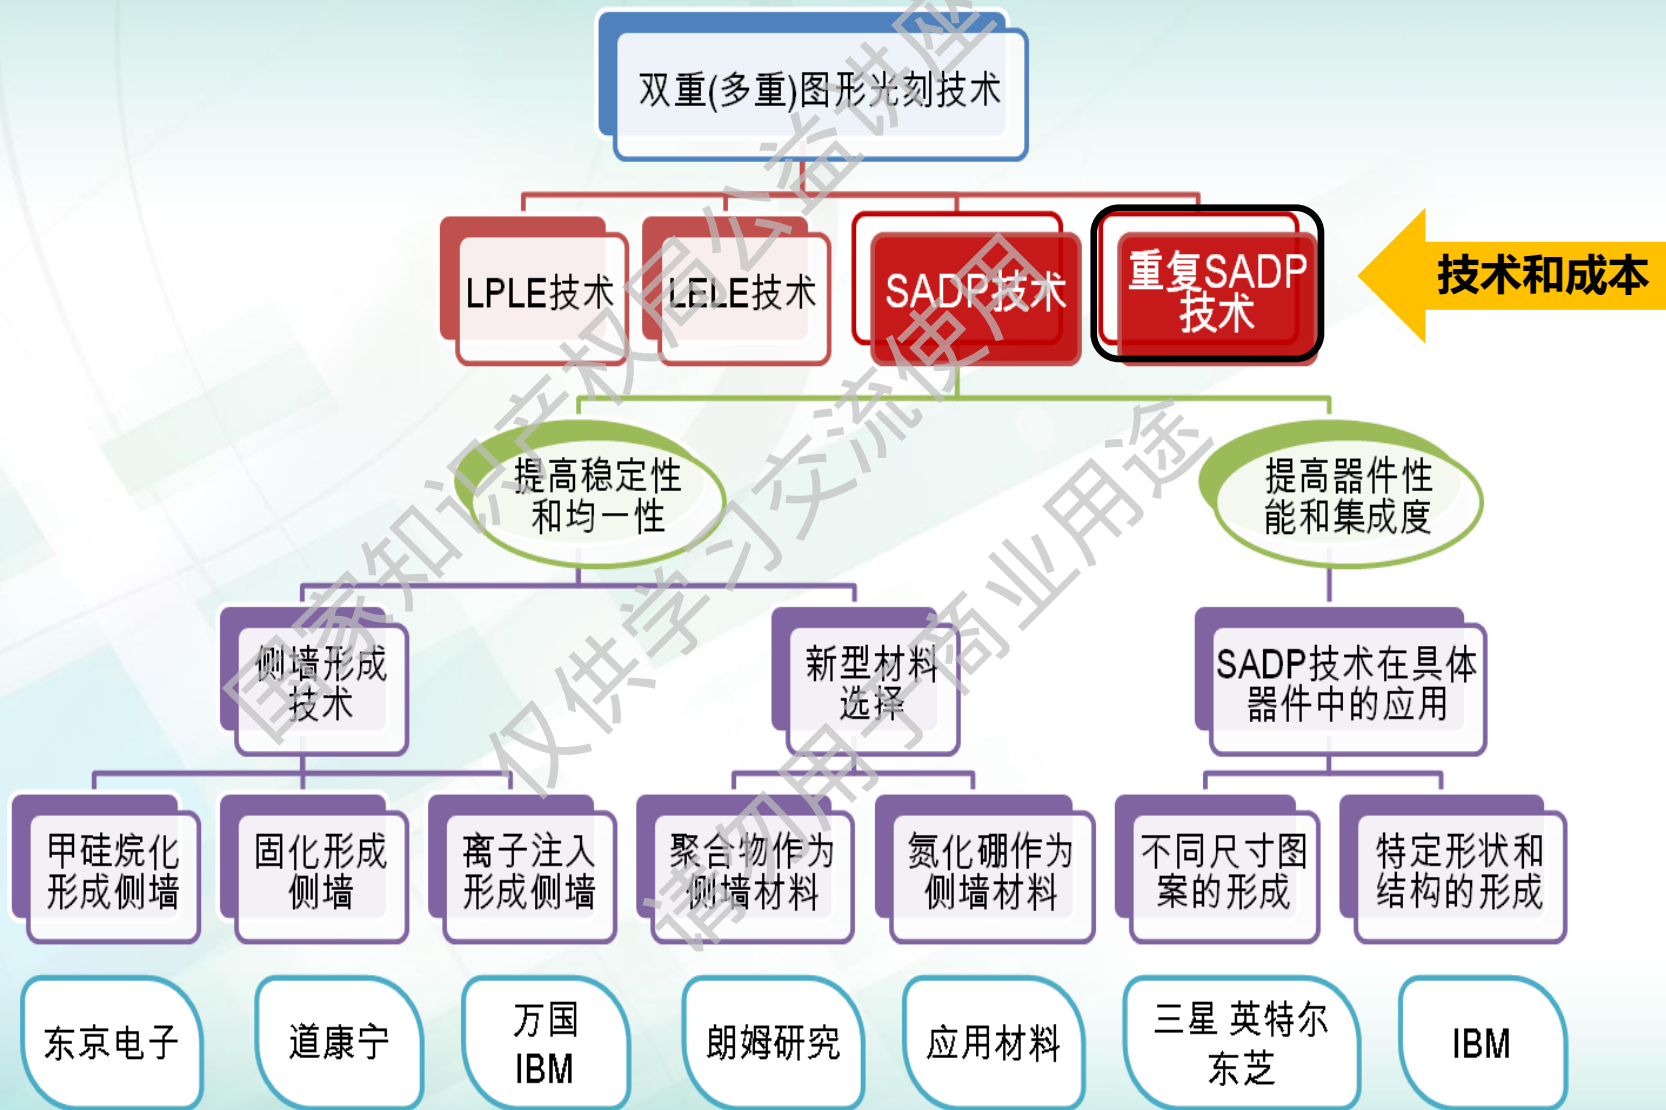 双重(多重)图形光刻技术
LPLE技术
LELE技术
SADP技术
重复SADP
技术
技术和成本
提高稳定性
和均一性
提高器件性
能和集成度
侧墙形成
技术
新型材料
选择
SADP技术在具体
器件中的应用
甲硅烷化
形成侧墙
固化形成
侧墙
离子注入
形成侧墙
聚合物作为
侧墙材料
氮化硼作为
侧墙材料
不同尺寸图
案的形成
特定形状和
结构的形成
东京电子
道康宁
万国
IBM
朗姆研究
应用材料
三星 英特尔
东芝
IBM
国家知识产权局公益讲座
仅供学习交流使用
请勿用于商业用途